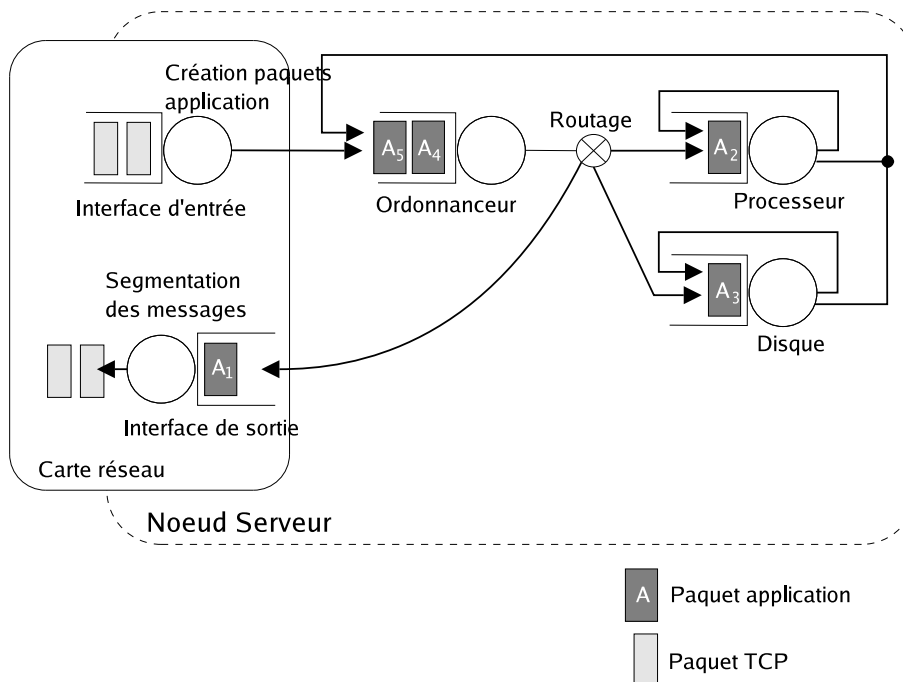 Création paquets
application
Interface d'entrée
A5 A4
Ordonnanceur
Routage
A2
Processeur
A3
Disque
Segmentation
des messages
A1
Interface de sortie
Carte réseau
Noeud Serveur
A Paquet application
Paquet TCP